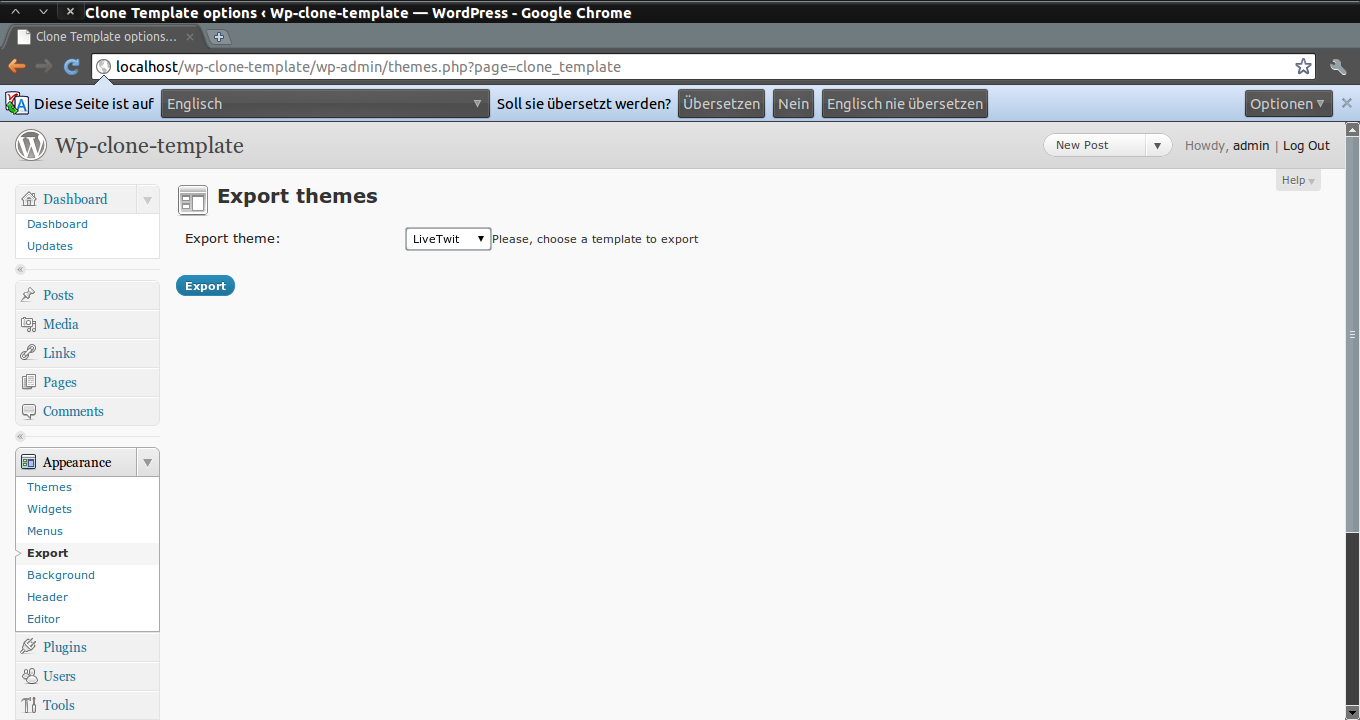 Clone Template options ‹ Wp-clone-template — WordPress - Google Chrome
Clone Template options...
localhost/wp-clone-template/wp-admin/themes.php?page=clone_template
Diese Seite ist auf Englisch Soll sie übersetzt werden? Übersetzen Nein Englisch nie übersetzen Optionen
Wp-clone-template New Post Howdy, admin | Log Out
Help
Export themes
Export theme: LiveTwit Please, choose a template to export
Export
Dashboard
Dashboard
Updates
Posts
Media
Links
Pages
Comments
Appearance
Themes
Widgets
Menus
Export
Background
Header
Editor
Plugins
Users
Tools